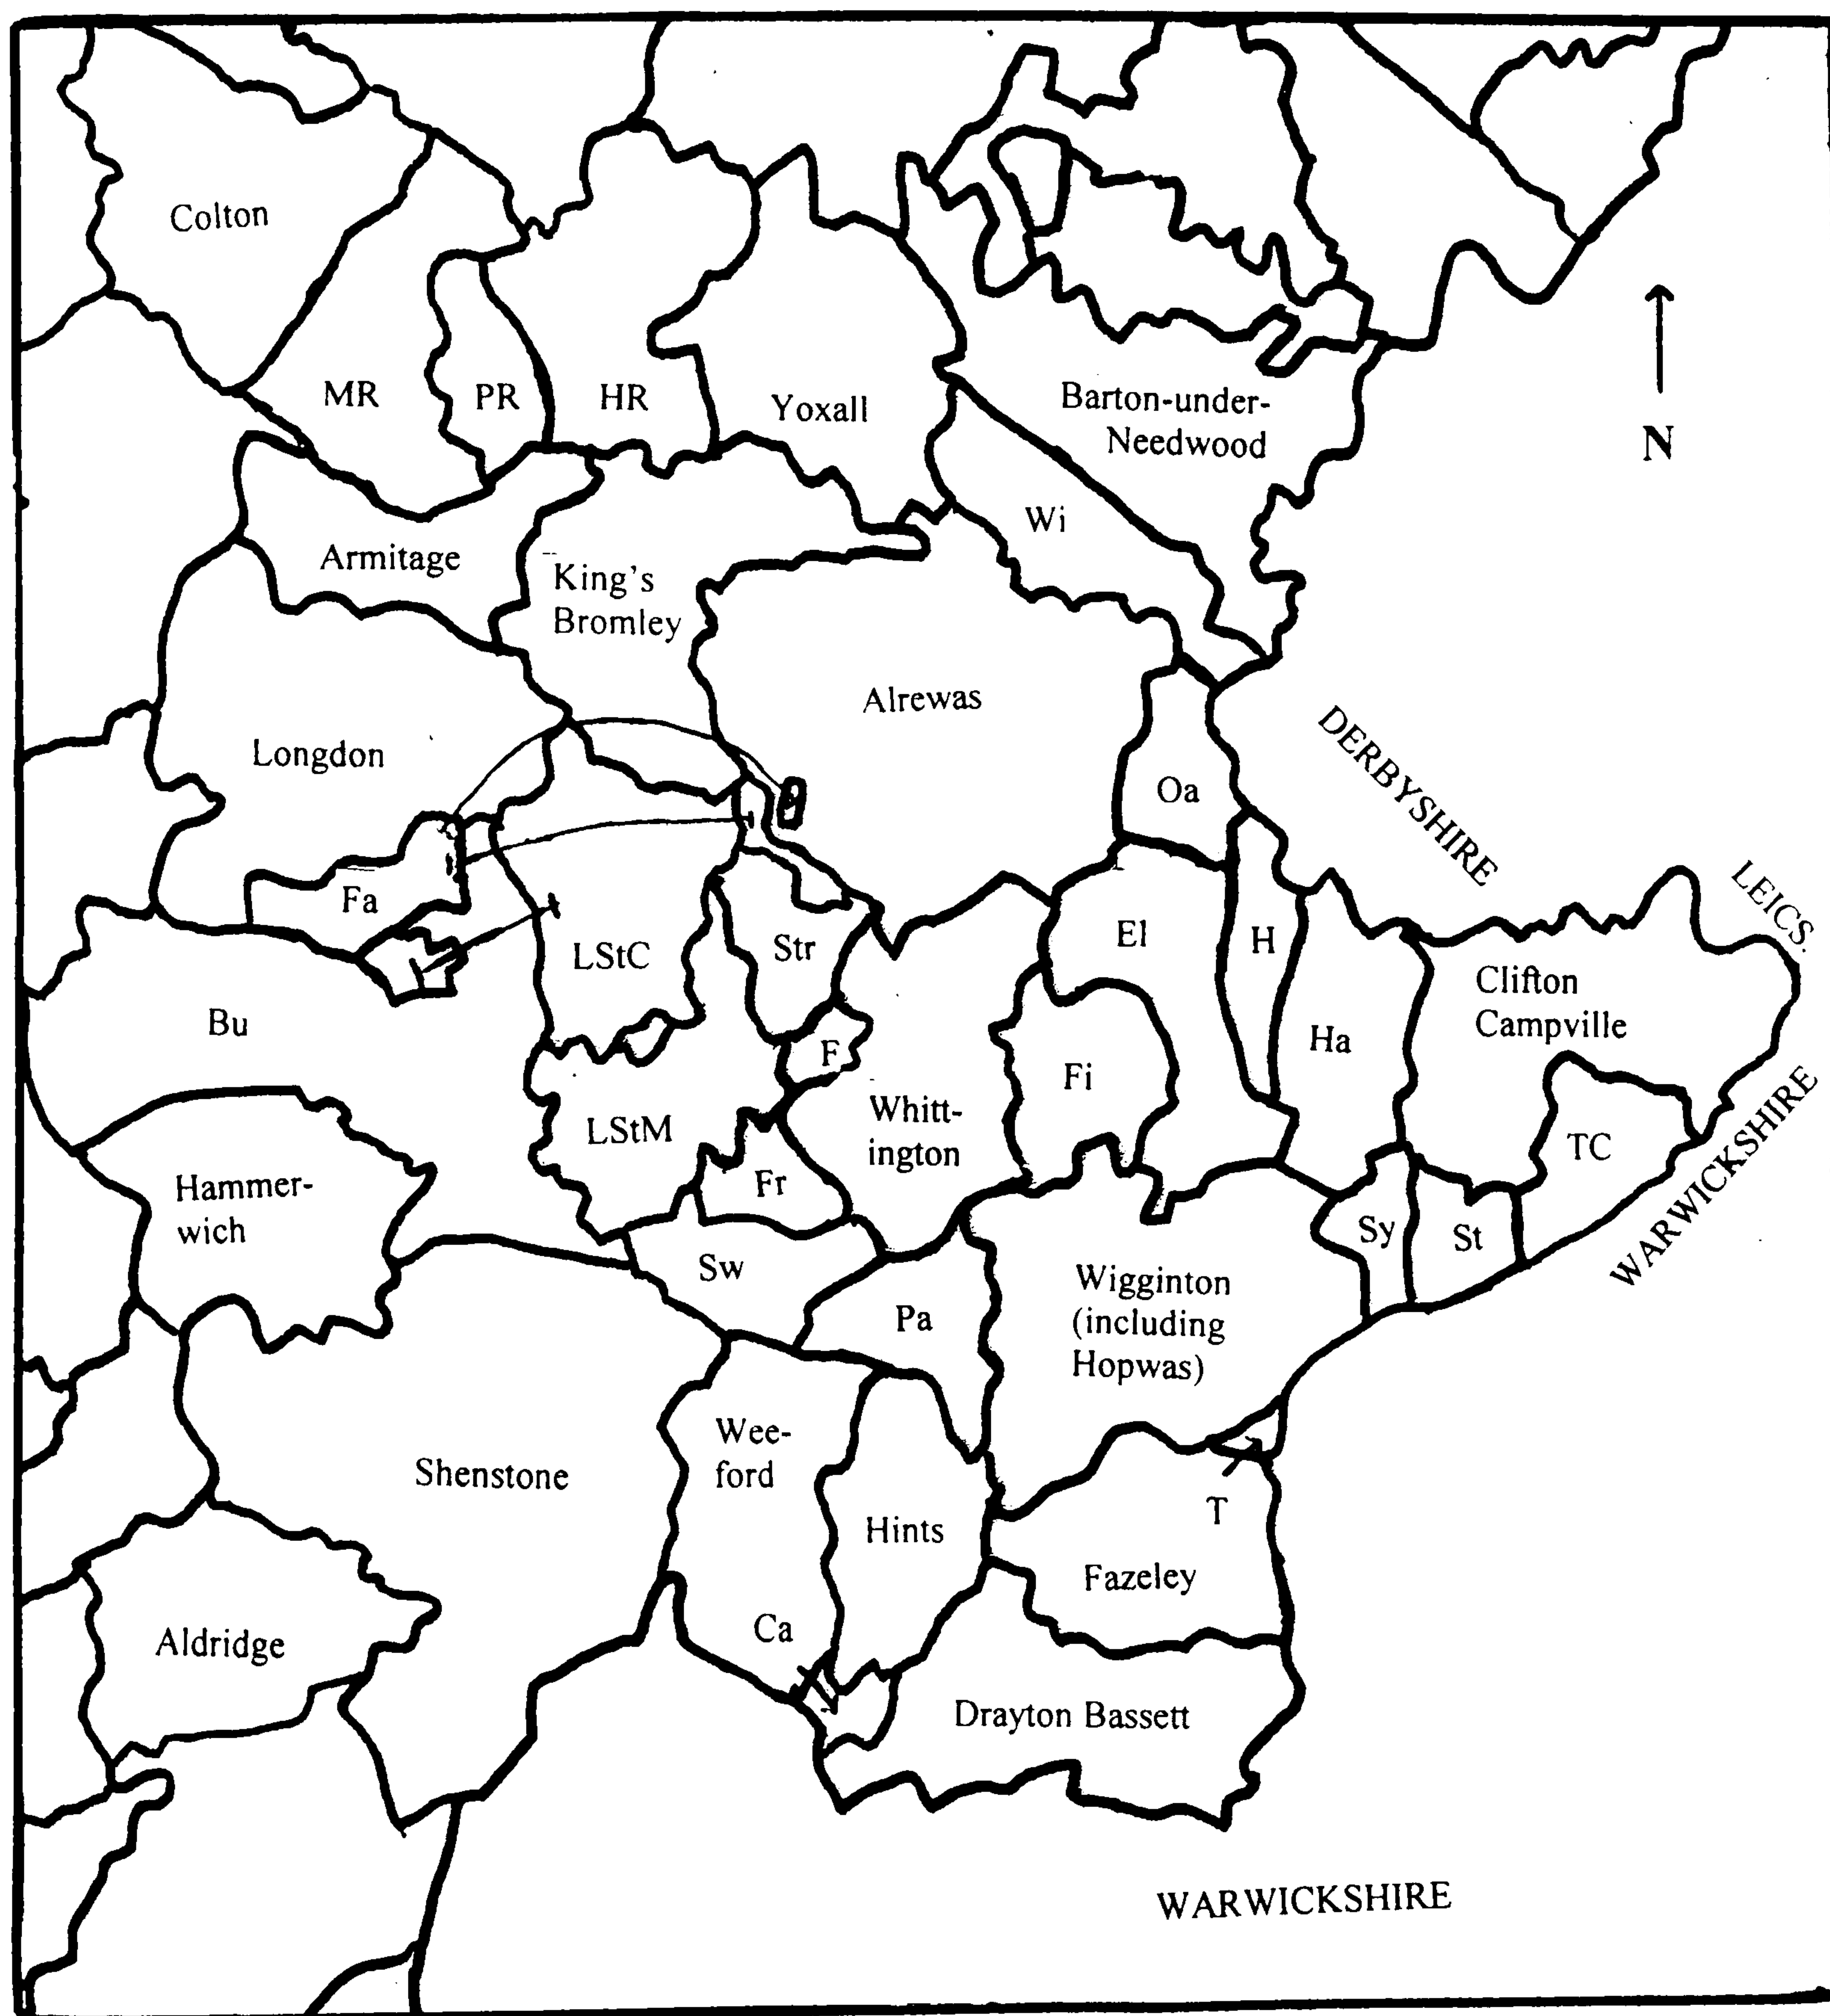 Colton
MR
PR
HR
Yoxall
Barton-under-
Needwood
N
Wi
Armitage
King's
Bromley
Alrewas
Longdon
Oa
DERBYSHIRE
LEICS.
Fa
LStC
Str
El
H
Clifton
Campville
Bu
Ha
F
Fi
LStM
Whitt-
ington
TC
WARWICKSHIRE
Hammer-
wich
Fr
Sy
St
Sw
Pa
Wigginton
(including
Hopwas)
Wee-
ford
Shenstone
Hints
T
Fazeley
Aldridge
Ca
Drayton Bassett
WARWICKSHIRE